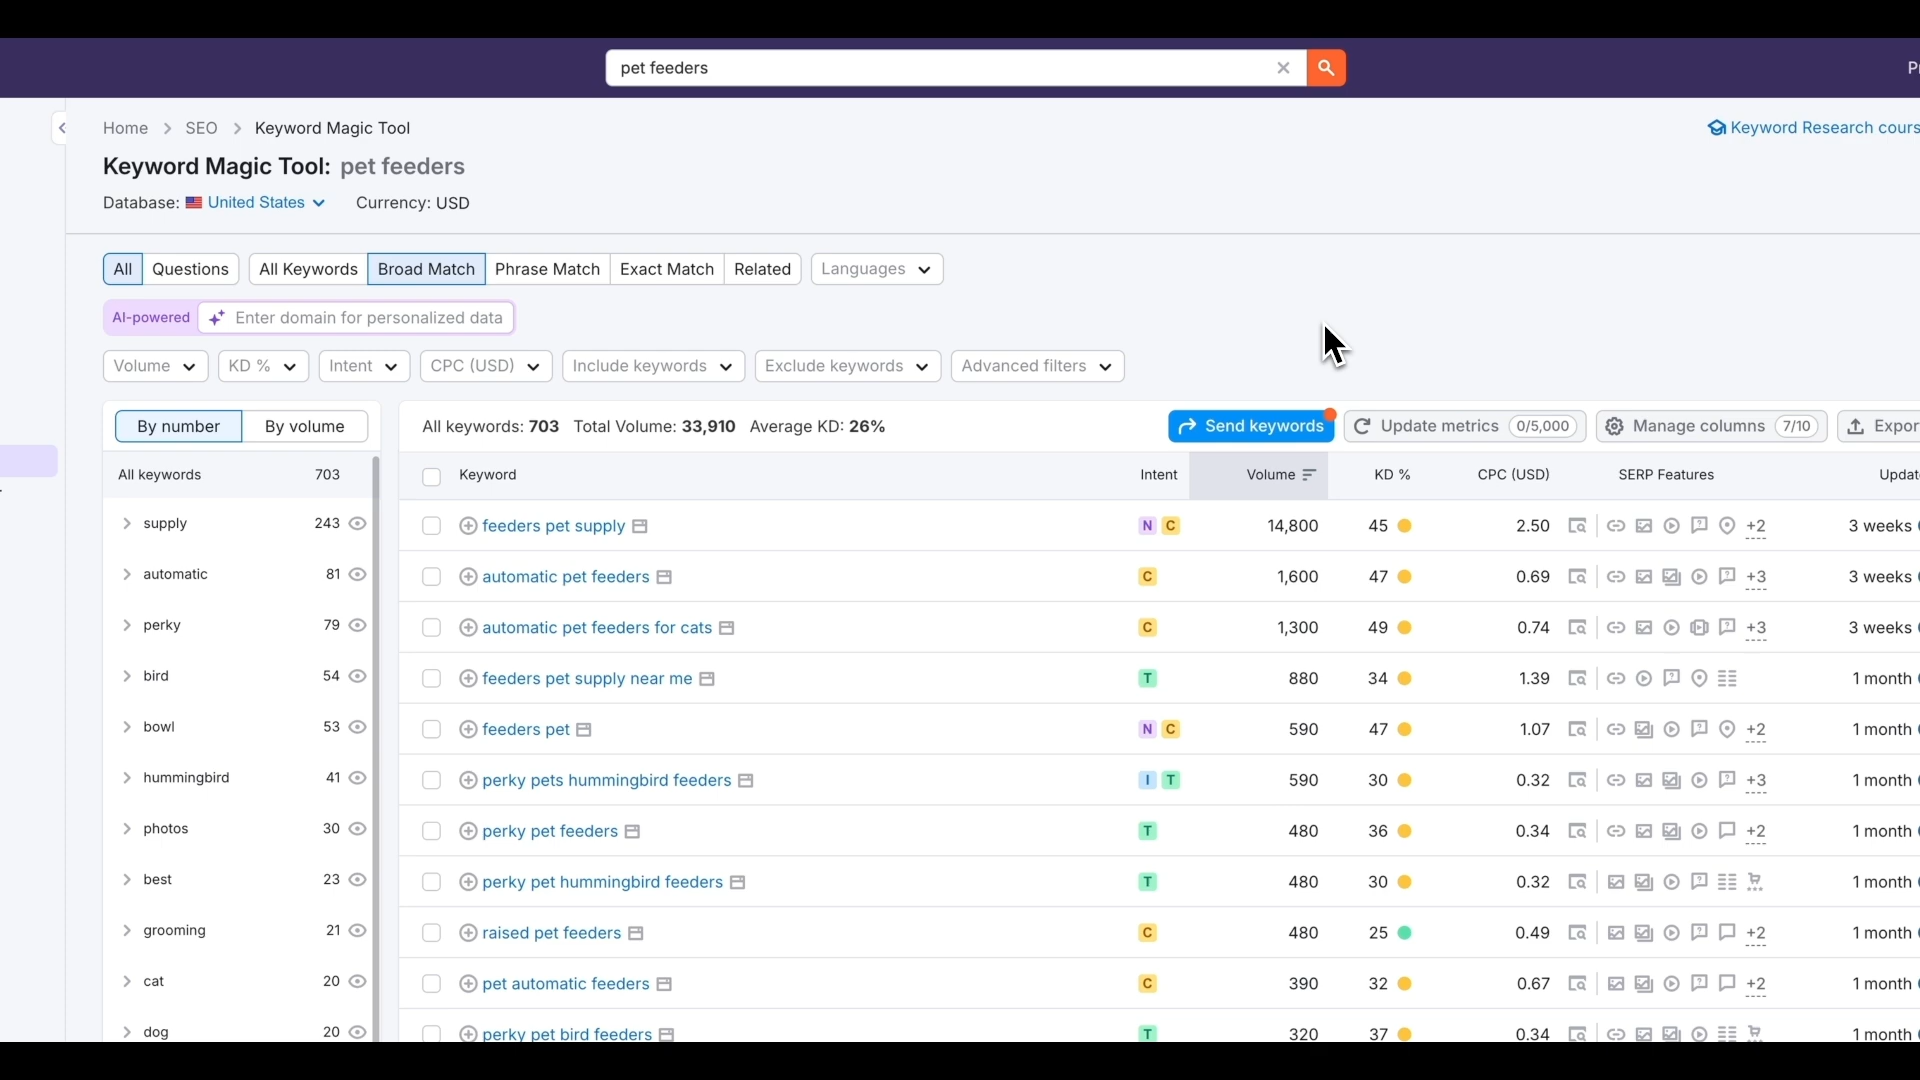 pet feeders
Home > SEO > Keyword Magic Tool
Keyword Research cours
Keyword Magic Tool: pet feeders
Database: United States Currency: USD
All Questions All Keywords Broad Match Phrase Match Exact Match Related Languages
AI-powered Enter domain for personalized data
Volume KD % Intent CPC (USD) Include keywords Exclude keywords Advanced filters
By number By volume
All keywords: 703 Total Volume: 33,910 Average KD: 26% Send keywords Update metrics 0/5,000 Manage columns 7/10 Expor
All keywords 703
supply 243
automatic 81
perky 79
bird 54
bowl 53
hummingbird 41
photos 30
best 23
grooming 21
cat 20
dog 20
Keyword Intent Volume KD % CPC (USD) SERP Features Updat
feeders pet supply N C 14,800 45 2.50 +2 3 weeks
automatic pet feeders C 1,600 47 0.69 +3 3 weeks
automatic pet feeders for cats C 1,300 49 0.74 +3 3 weeks
feeders pet supply near me T 880 34 1.39 1 month
feeders pet N C 590 47 1.07 +2 1 month
perky pets hummingbird feeders I T 590 30 0.32 +3 1 month
perky pet feeders T 480 36 0.34 +2 1 month
perky pet hummingbird feeders T 480 30 0.32 1 month
raised pet feeders C 480 25 0.49 +2 1 month
pet automatic feeders C 390 32 0.67 +2 1 month
perky pet bird feeders T 320 37 0.34 1 month